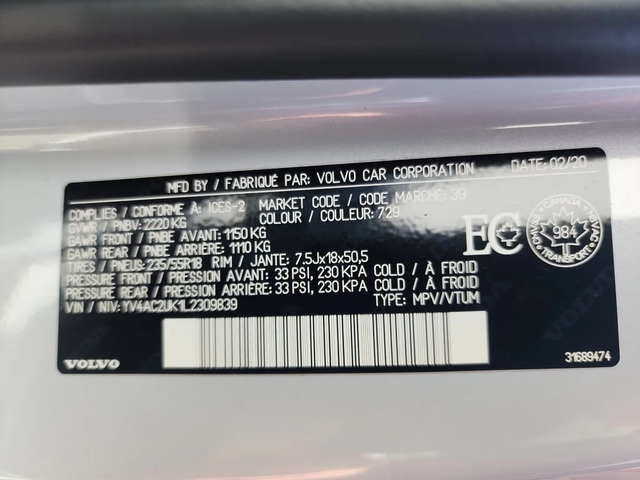 MFD BY / FABRIQUÉ PAR: VOLVO CAR CORPORATION DATE: 02/20
COMPLIES / CONFORME À: ICES-2 MARKET CODE / CODE MARCHÉ: 39
GVWR / PNBV: 2220 KG COLOUR / COULEUR: 729
GAWR FRONT / PNBE AVANT: 1150 KG
GAWR REAR / PNBE ARRIÈRE: 1110 KG
TIRES / PNEUS: 235/55R18 RIM / JANTE: 7.5Jx18x50,5
PRESSURE FRONT / PRESSION AVANT: 33 PSI, 230 KPA COLD / À FROID
PRESSURE REAR / PRESSION ARRIÈRE: 33 PSI, 230 KPA COLD / À FROID
VIN / NIV: YV4AC2UK1L2309839 TYPE: MPV/VTUM
EC
CANADA
984
TRANSPORT
CMVSS
NSVAC
VOLVO
31689474